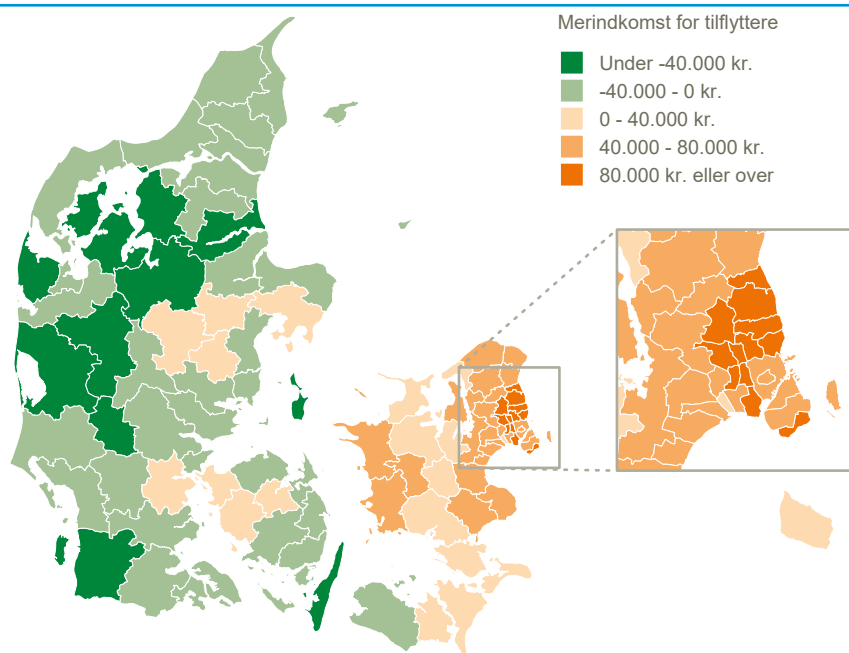 Merindkomst for tilflyttere
Under -40.000 kr.
-40.000 - 0 kr.
0 - 40.000 kr.
40.000 - 80.000 kr.
80.000 kr. eller over